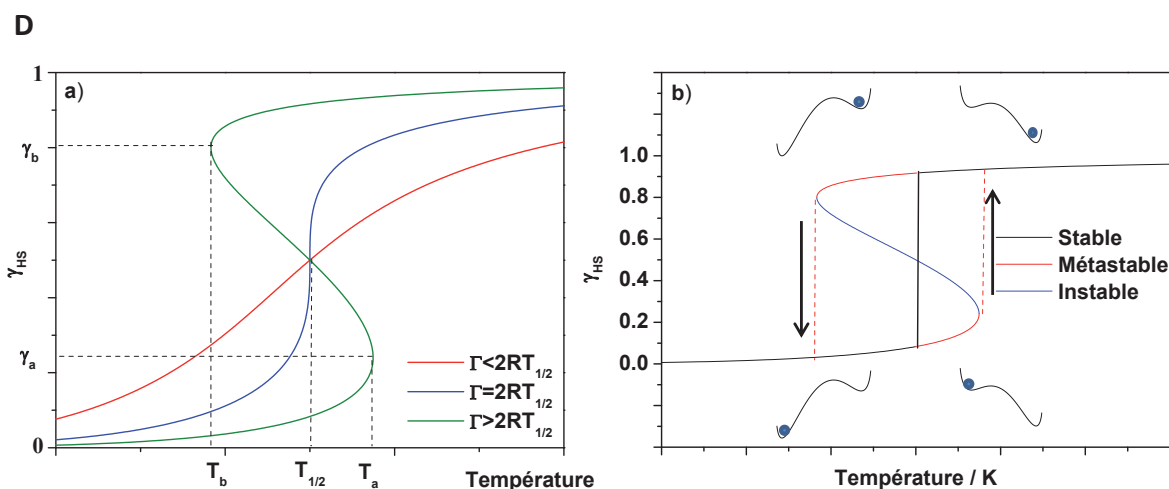 D
a)
1
γb
γHS
γa
0
Γ<2RT1/2
Γ=2RT1/2
Γ>2RT1/2
Tb
T1/2
Ta
Température
b)
1.0
0.8
0.6
0.4
0.2
0.0
γHS
Stable
Métastable
Instable
Température / K